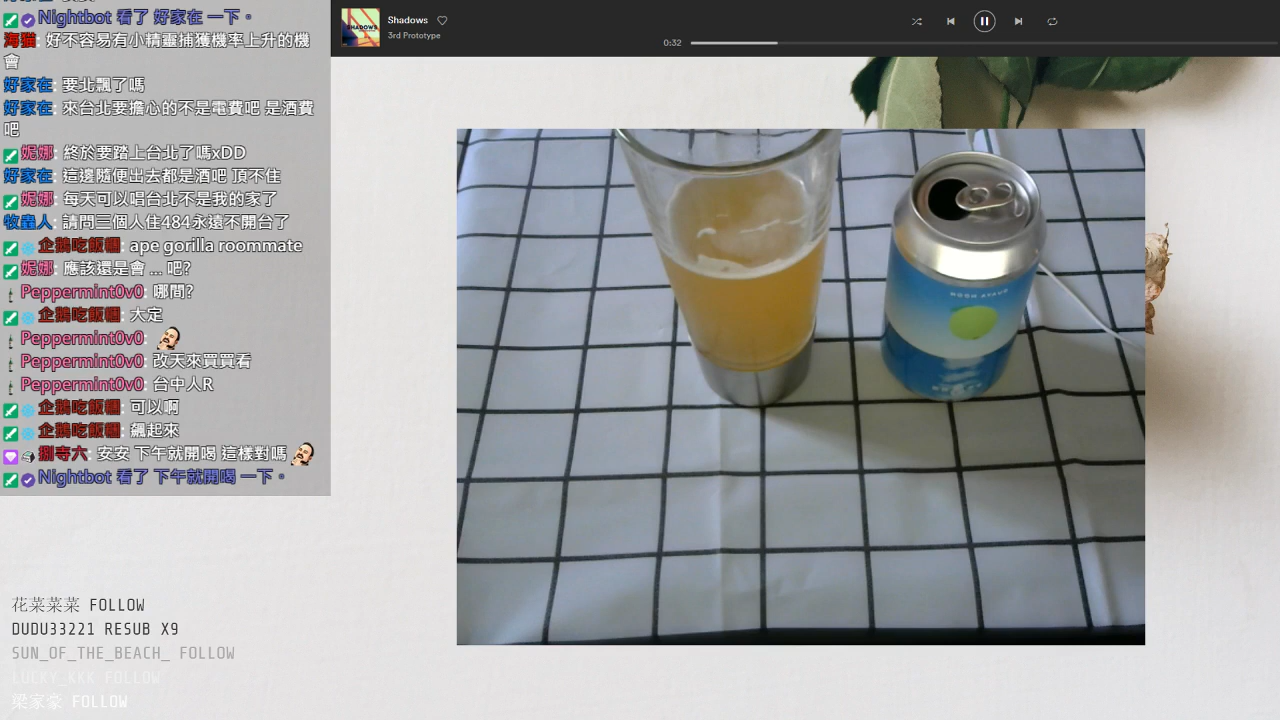 Nightbot 看了 好家在 一下。
海貓: 好不容易有小精靈捕獲機率上升的機
會
好家在: 要北飄了嗎
好家在: 來台北要擔心的不是電費吧 是酒費
吧
妮娜: 終於要踏上台北了嗎xDD
好家在: 這邊隨便出去都是酒吧 頂不住
妮娜: 每天可以唱台北不是我的家了
牧蟲人: 請問三個人住484永遠不開台了
企鵝吃飯糰: ape gorilla roommate
妮娜: 應該還是會 ... 吧?
Peppermint0v0: 哪間?
企鵝吃飯糰: 大定
Peppermint0v0:
Peppermint0v0: 改天來買買看
Peppermint0v0: 台中人R
企鵝吃飯糰: 可以啊
企鵝吃飯糰: 飆起來
捌寺六: 安安 下午就開喝 這樣對嗎
Nightbot 看了 下午就開喝 一下。
SHADOWS
Shadows
3rd Prototype
0:32
花菜菜菜 FOLLOW
DUDU33221 RESUB X9
SUN_OF_THE_BEACH_ FOLLOW
LUCKY_KKK FOLLOW
梁家豪 FOLLOW